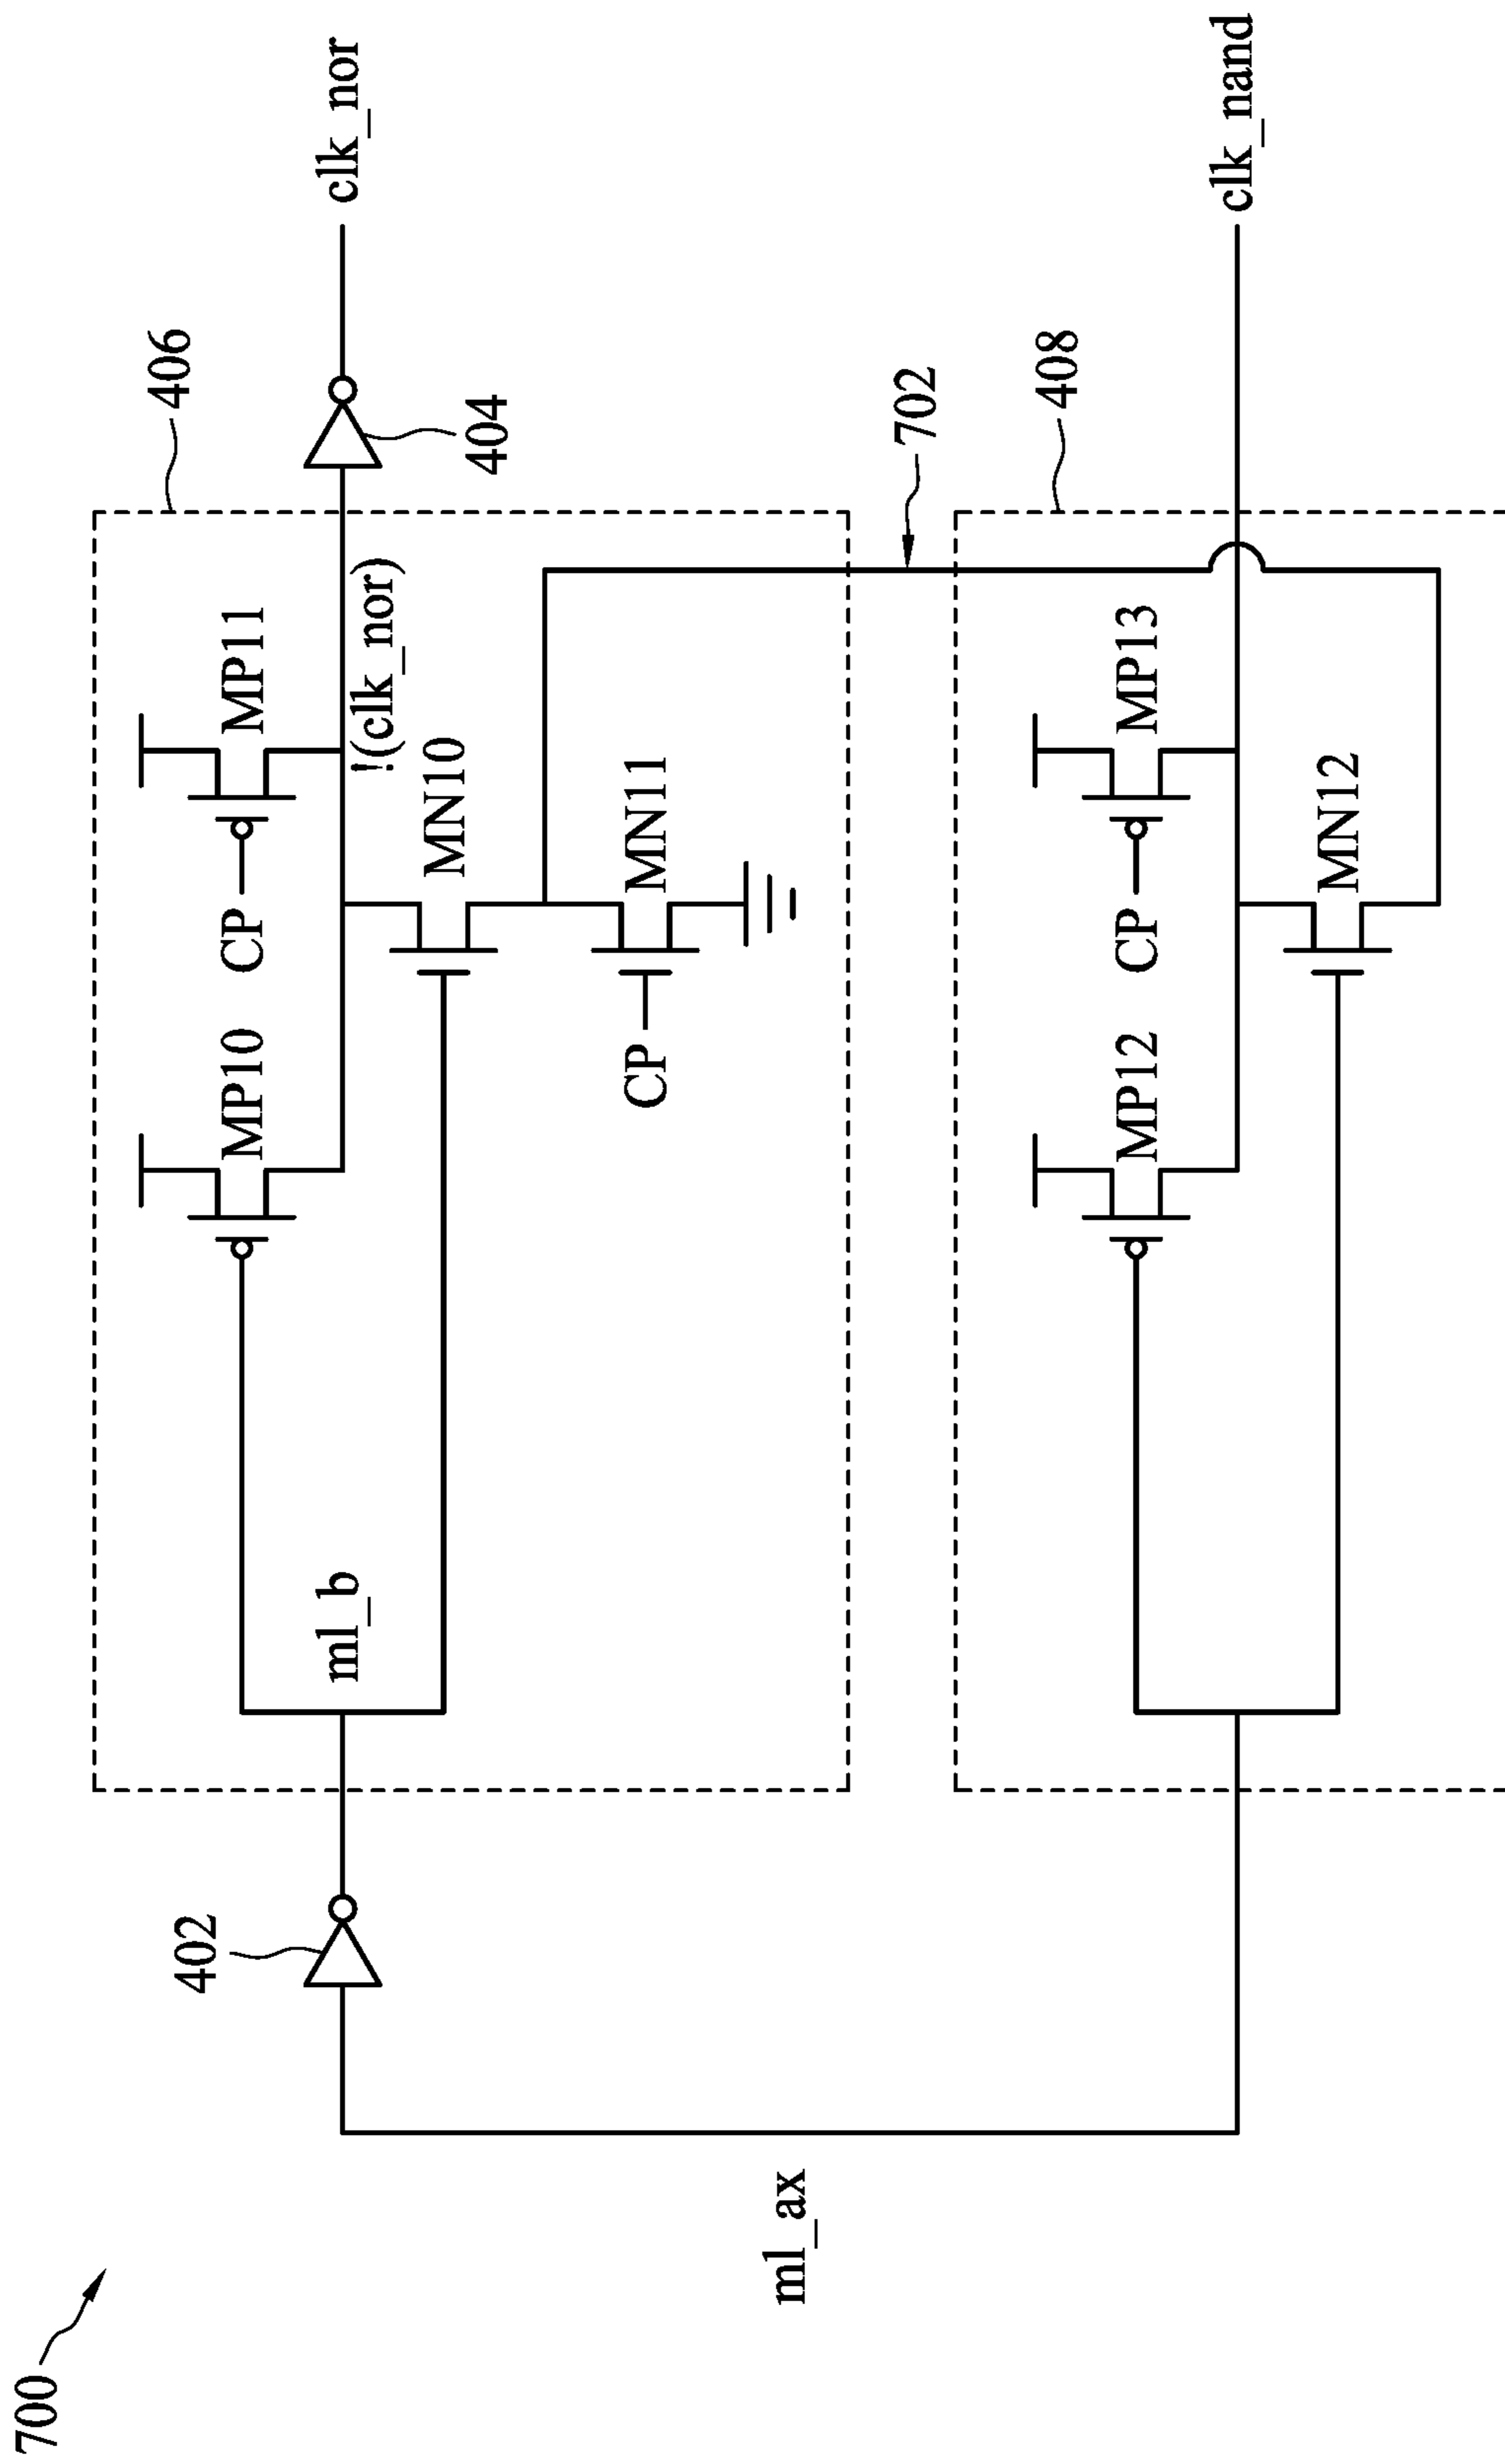 700
402
ml_b
MP10
CP
MP11
406
!(clk_nor)
404
clk_nor
MN10
CP
MN11
702
ml_ax
MP12
CP
MP13
408
clk_nand
MN12